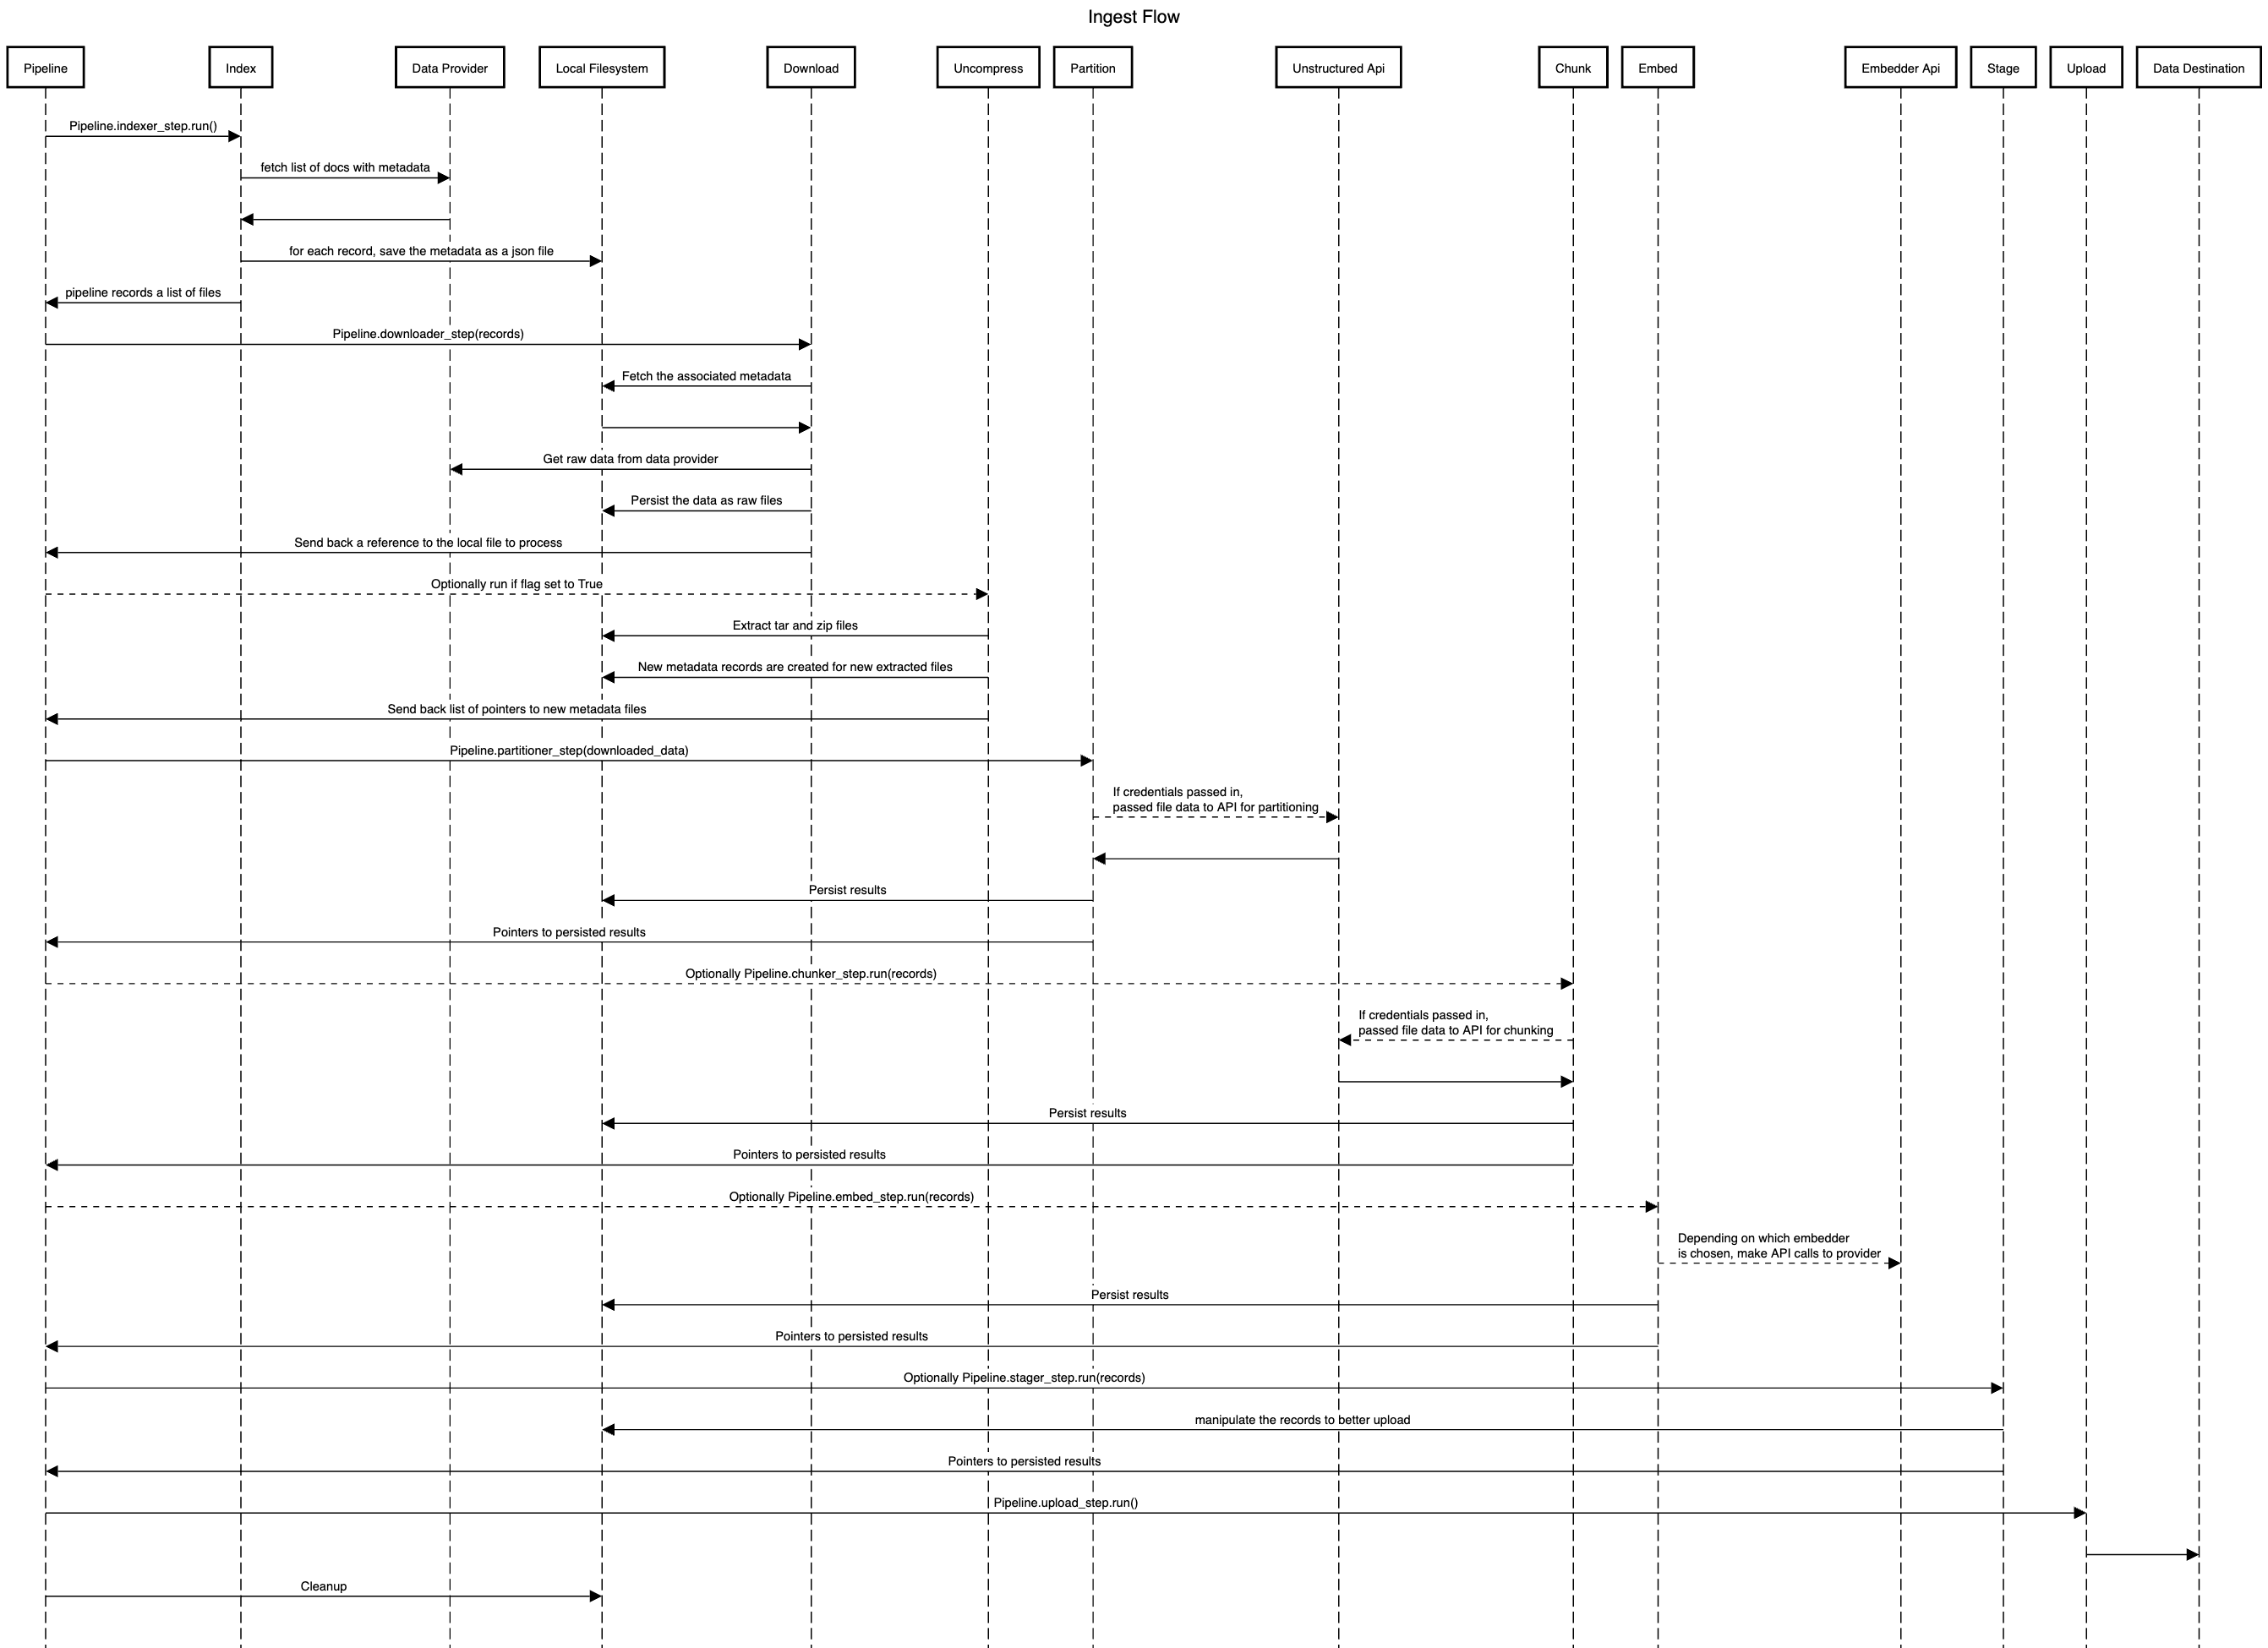 Ingest Flow
Pipeline
Index
Data Provider
Local Filesystem
Download
Uncompress
Partition
Unstructured Api
Chunk
Embed
Embedder Api
Stage
Upload
Data Destination
Pipeline.indexer_step.run()
fetch list of docs with metadata
for each record, save the metadata as a json file
pipeline records a list of files
Pipeline.downloader_step(records)
Fetch the associated metadata
Get raw data from data provider
Persist the data as raw files
Send back a reference to the local file to process
Optionally run if flag set to True
Extract tar and zip files
New metadata records are created for new extracted files
Send back list of pointers to new metadata files
Pipeline.partitioner_step(downloaded_data)
If credentials passed in,
passed file data to API for partitioning
Persist results
Pointers to persisted results
Optionally Pipeline.chunker_step.run(records)
If credentials passed in,
passed file data to API for chunking
Persist results
Pointers to persisted results
Optionally Pipeline.embed_step.run(records)
Depending on which embedder
is chosen, make API calls to provider
Persist results
Pointers to persisted results
Optionally Pipeline.stager_step.run(records)
manipulate the records to better upload
Pointers to persisted results
Pipeline.upload_step.run()
Cleanup